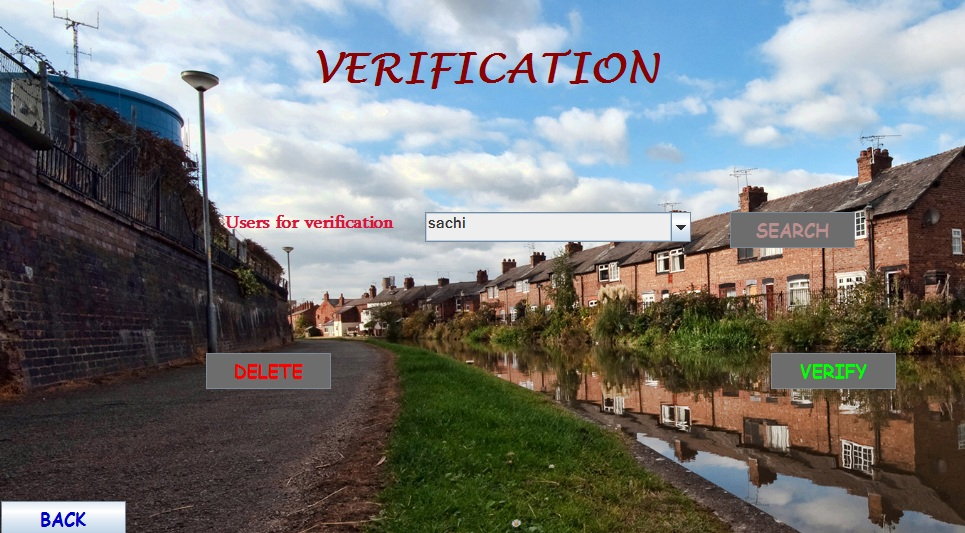 VERIFICATION
Users for verification
sachi
SEARCH
DELETE
VERIFY
BACK